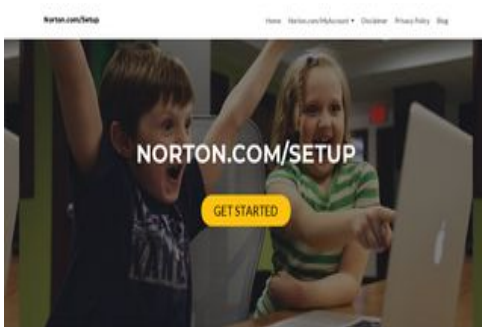 Norton.com/Setup
Home Norton.com/MyAccount Disclaimer Privacy Policy Blog
NORTON.COM/SETUP
GET STARTED